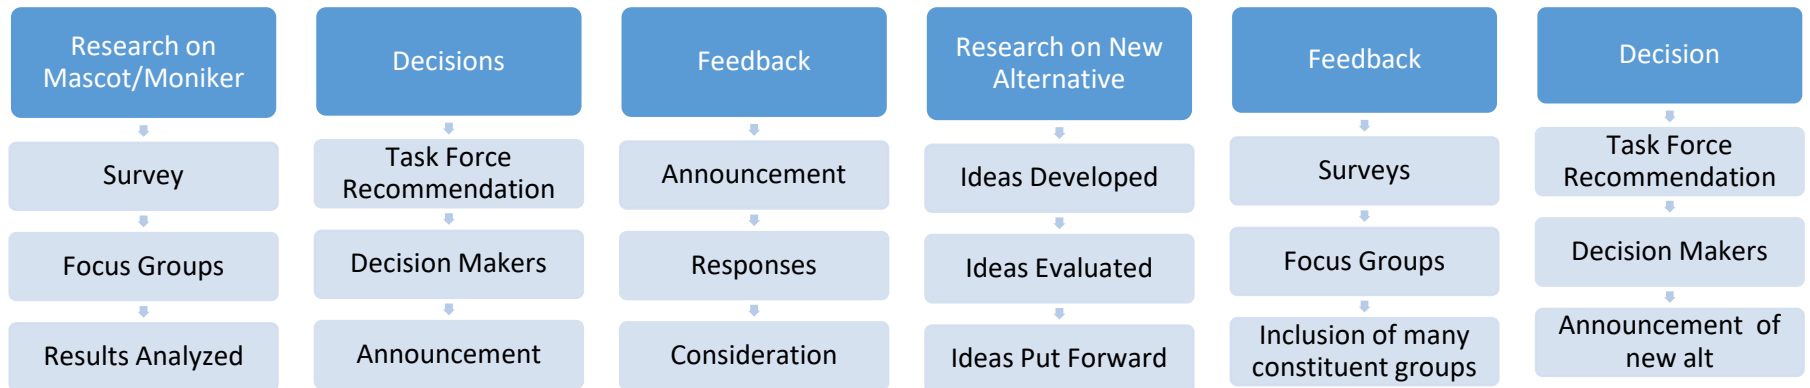 Research on
Mascot/Moniker
Survey
Focus Groups
Results Analyzed
Decisions
Task Force
Recommendation
Decision Makers
Announcement
Feedback
Announcement
Responses
Consideration
Research on New
Alternative
Ideas Developed
Ideas Evaluated
Ideas Put Forward
Feedback
Surveys
Focus Groups
Inclusion of many
constituent groups
Decision
Task Force
Recommendation
Decision Makers
Announcement of
new alt